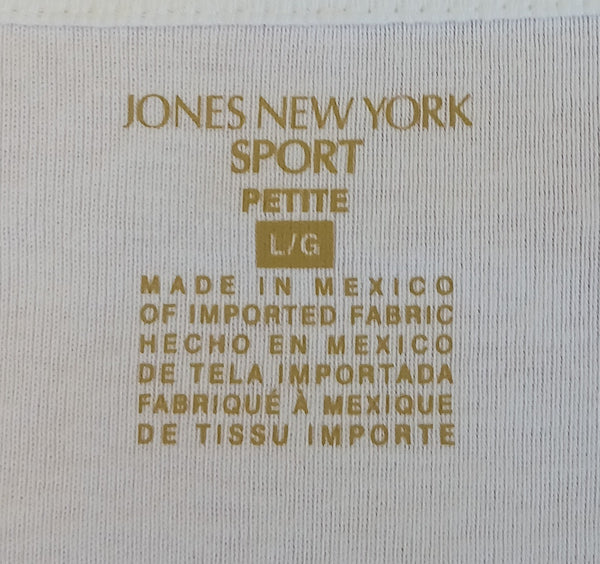 JONES NEW YORK
SPORT
PETITE
L/G
MADE IN MEXICO
OF IMPORTED FABRIC
HECHO EN MEXICO
DE TELA IMPORTADA
FABRIQUÉ À MEXIQUE
DE TISSU IMPORTE